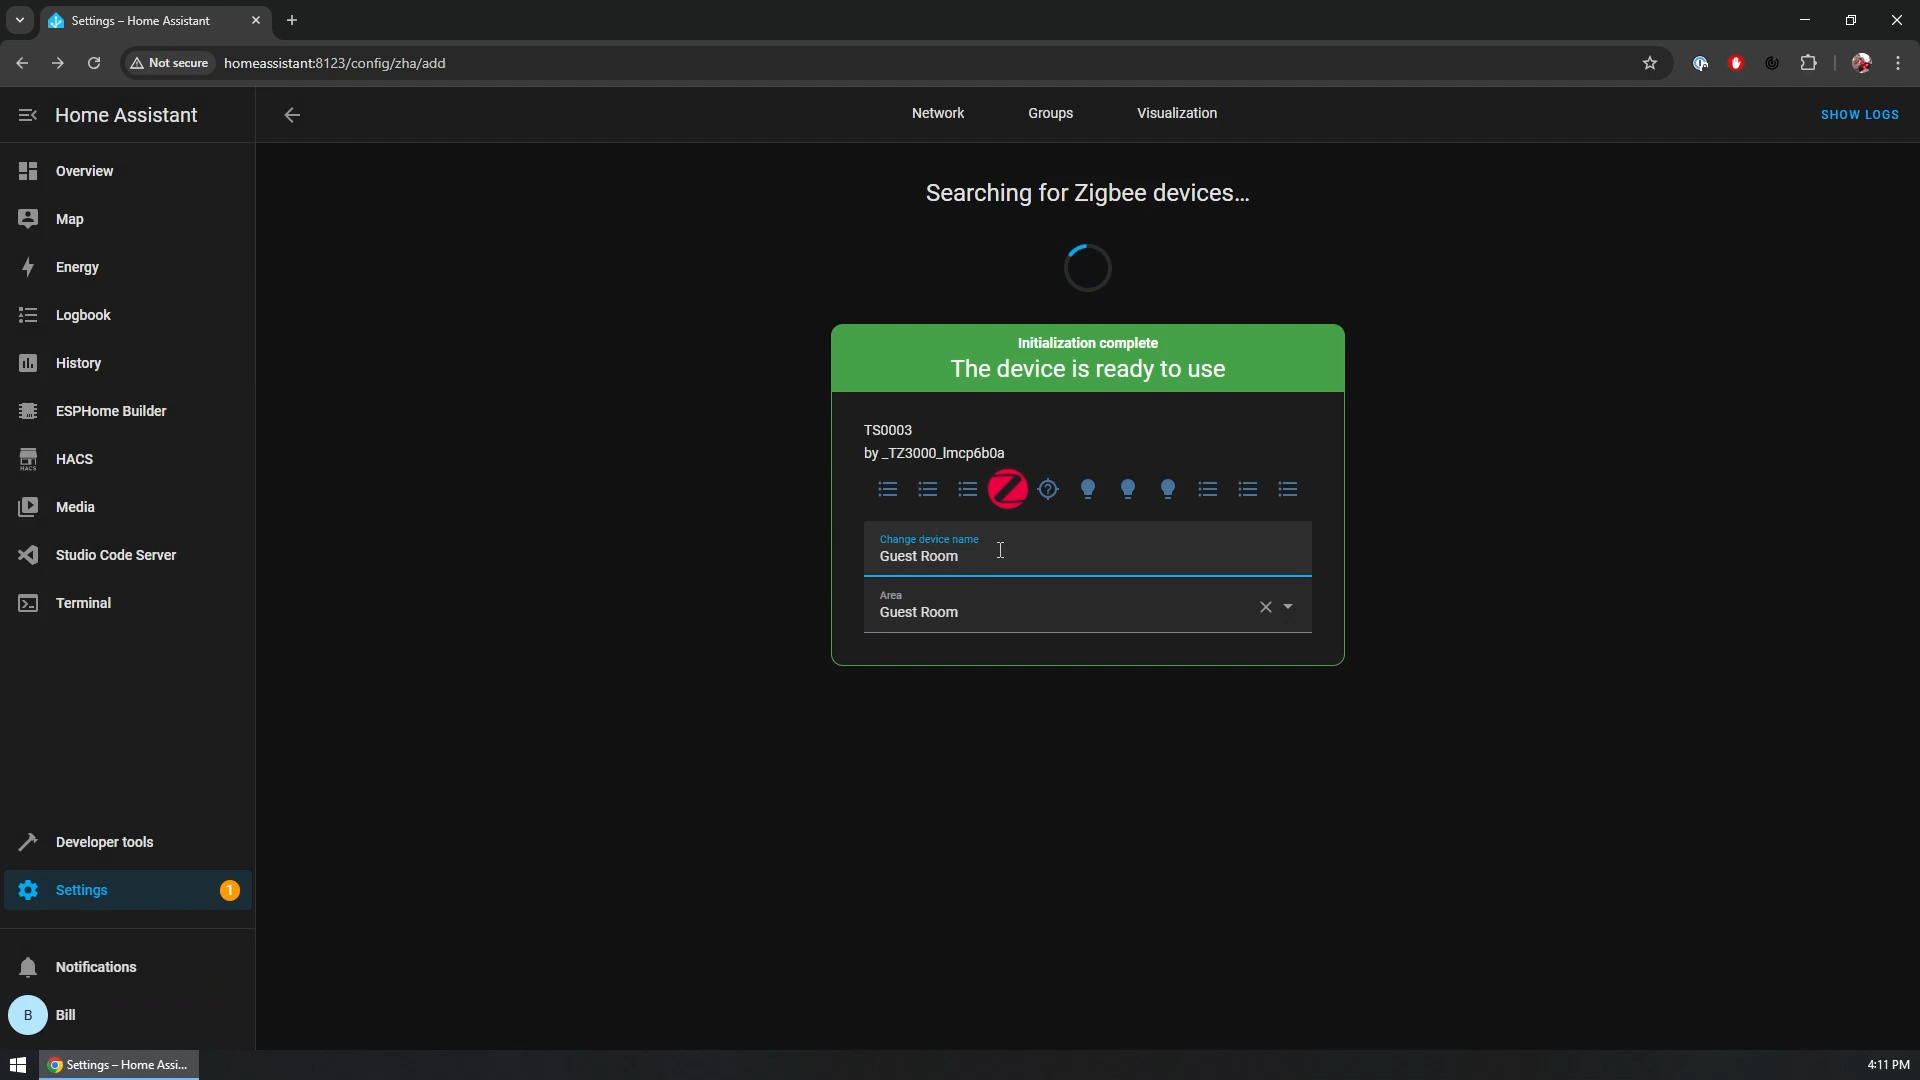 Settings – Home Assistant
Not secure
homeassistant:8123/config/zha/add
Home Assistant
Network
Groups
Visualization
SHOW LOGS
Overview
Map
Energy
Logbook
History
ESPHome Builder
HACS
HACS
Media
Studio Code Server
Terminal
Developer tools
Settings
1
Notifications
B
Bill
Searching for Zigbee devices...
Initialization complete
The device is ready to use
TS0003
by _TZ3000_lmcp6b0a
Change device name
Guest Room
Area
Guest Room
Settings – Home Assi...
4:11 PM